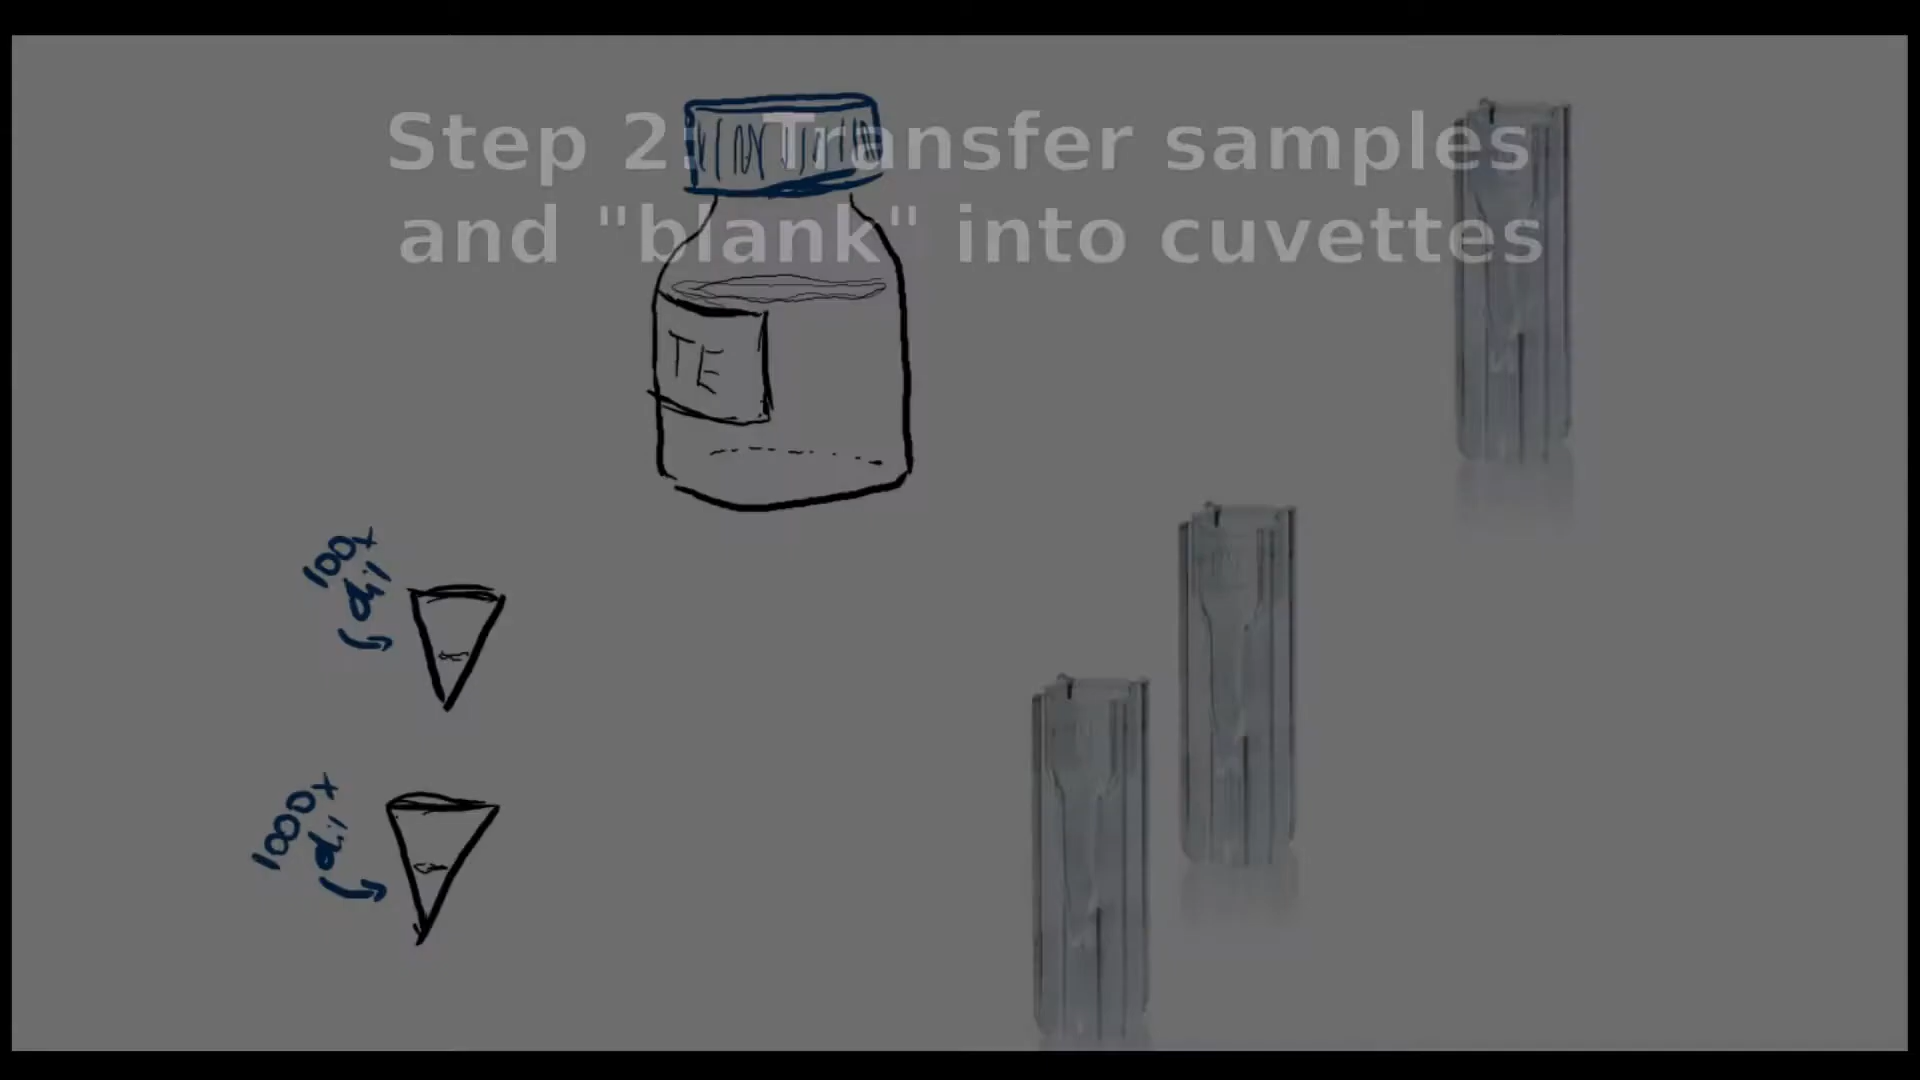 Step 2: Transfer samples
and "blank" into cuvettes
TE
100x
dil
1000x
dil